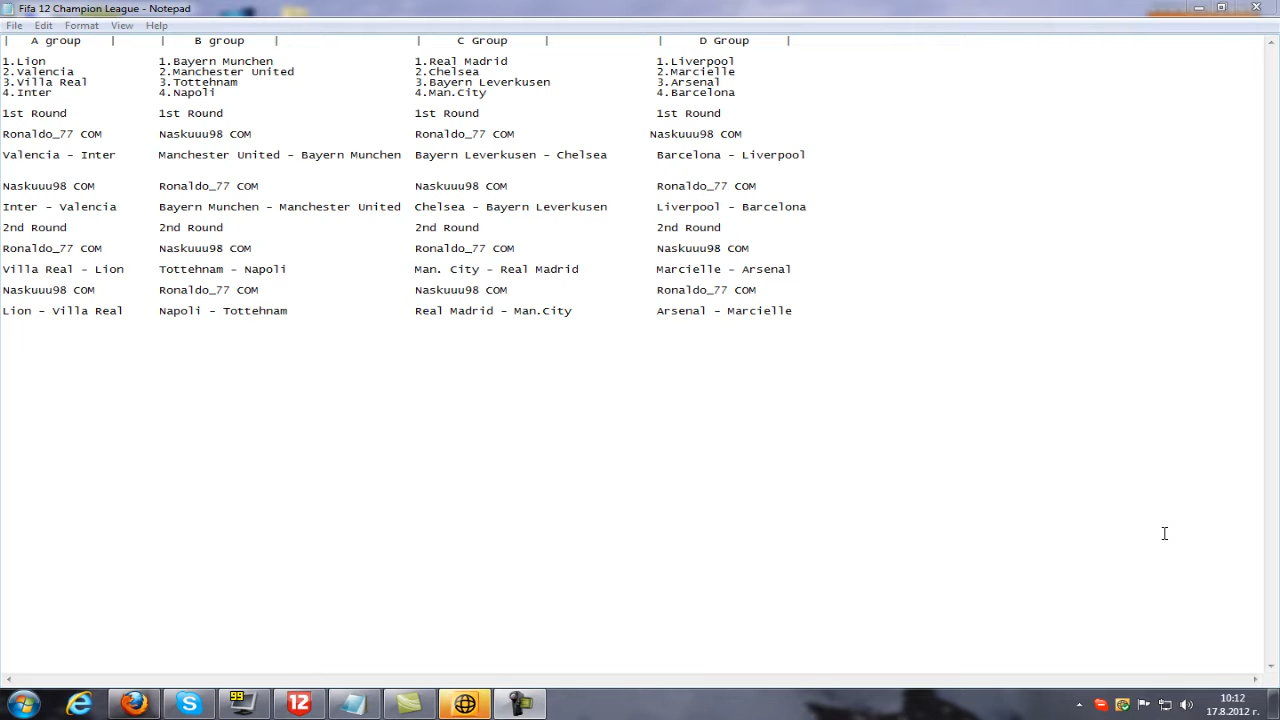 Fifa 12 Champion League - Notepad
File Edit Format View Help
| A group | | B group | | C Group | | D Group |
1.Lion 1.Bayern Munchen 1.Real Madrid 1.Liverpool
2.Valencia 2.Manchester United 2.Chelsea 2.Marcielle
3.Villa Real 3.Tottehnam 3.Bayern Leverkusen 3.Arsenal
4.Inter 4.Napoli 4.Man.City 4.Barcelona
1st Round 1st Round 1st Round 1st Round
Ronaldo_77 COM Naskuuu98 COM Ronaldo_77 COM Naskuuu98 COM
Valencia - Inter Manchester United - Bayern Munchen Bayern Leverkusen - Chelsea Barcelona - Liverpool
Naskuuu98 COM Ronaldo_77 COM Naskuuu98 COM Ronaldo_77 COM
Inter - Valencia Bayern Munchen - Manchester United Chelsea - Bayern Leverkusen Liverpool - Barcelona
2nd Round 2nd Round 2nd Round 2nd Round
Ronaldo_77 COM Naskuuu98 COM Ronaldo_77 COM Naskuuu98 COM
Villa Real - Lion Tottehnam - Napoli Man. City - Real Madrid Marcielle - Arsenal
Naskuuu98 COM Ronaldo_77 COM Naskuuu98 COM Ronaldo_77 COM
Lion - Villa Real Napoli - Tottehnam Real Madrid - Man.City Arsenal - Marcielle
99
12
10:12
17.8.2012 г.